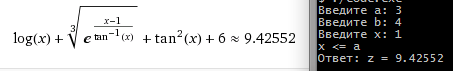 log(x) + ∛(e^((x−1)/(tan⁻¹(x)))) + tan²(x) + 6 ≈ 9.42552
Введите a: 3
Введите b: 4
Введите x: 1
x <= a
Ответ: z = 9.42552